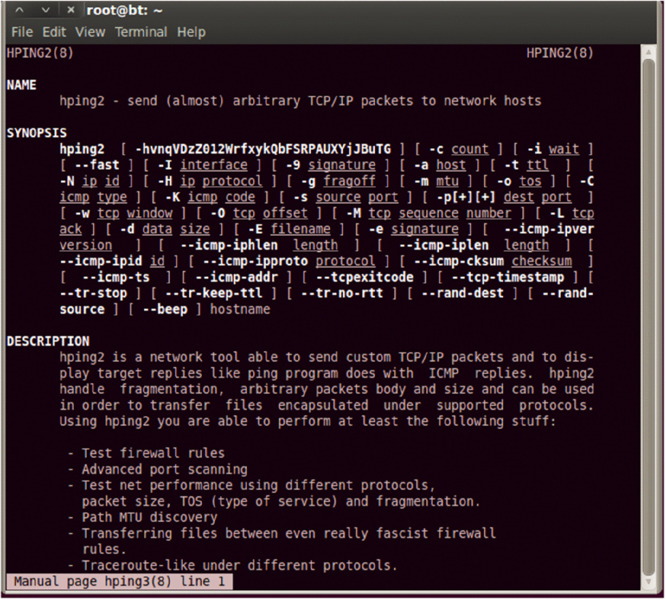 root@bt: ~
File Edit View Terminal Help
HPING2(8) HPING2(8)
NAME
hping2 - send (almost) arbitrary TCP/IP packets to network hosts
SYNOPSIS
hping2 [ -hvnqVDzZ012WrfxykQbFSRPAUXYjJBuTG ] [ -c count ] [ -i wait ]
[ --fast ] [ -I interface ] [ -9 signature ] [ -a host ] [ -t ttl ] [
-N ip id ] [ -H ip protocol ] [ -g fragoff ] [ -m mtu ] [ -o tos ] [ -C
icmp type ] [ -K icmp code ] [ -s source port ] [ -p[+][+] dest port ]
[ -w tcp window ] [ -O tcp offset ] [ -M tcp sequence number ] [ -L tcp
ack ] [ -d data size ] [ -E filename ] [ -e signature ] [ --icmp-ipver
version ] [ --icmp-iphlen length ] [ --icmp-iplen length ] [
--icmp-ipid id ] [ --icmp-ipproto protocol ] [ --icmp-cksum checksum ]
[ --icmp-ts ] [ --icmp-addr ] [ --tcpexitcode ] [ --tcp-timestamp ] [
--tr-stop ] [ --tr-keep-ttl ] [ --tr-no-rtt ] [ --rand-dest ] [ --rand-
source ] [ --beep ] hostname
DESCRIPTION
hping2 is a network tool able to send custom TCP/IP packets and to dis-
play target replies like ping program does with ICMP replies. hping2
handle fragmentation, arbitrary packets body and size and can be used
in order to transfer files encapsulated under supported protocols.
Using hping2 you are able to perform at least the following stuff:
- Test firewall rules
- Advanced port scanning
- Test net performance using different protocols,
packet size, TOS (type of service) and fragmentation.
- Path MTU discovery
- Transferring files between even really fascist firewall
rules.
- Traceroute-like under different protocols.
Manual page hping3(8) line 1